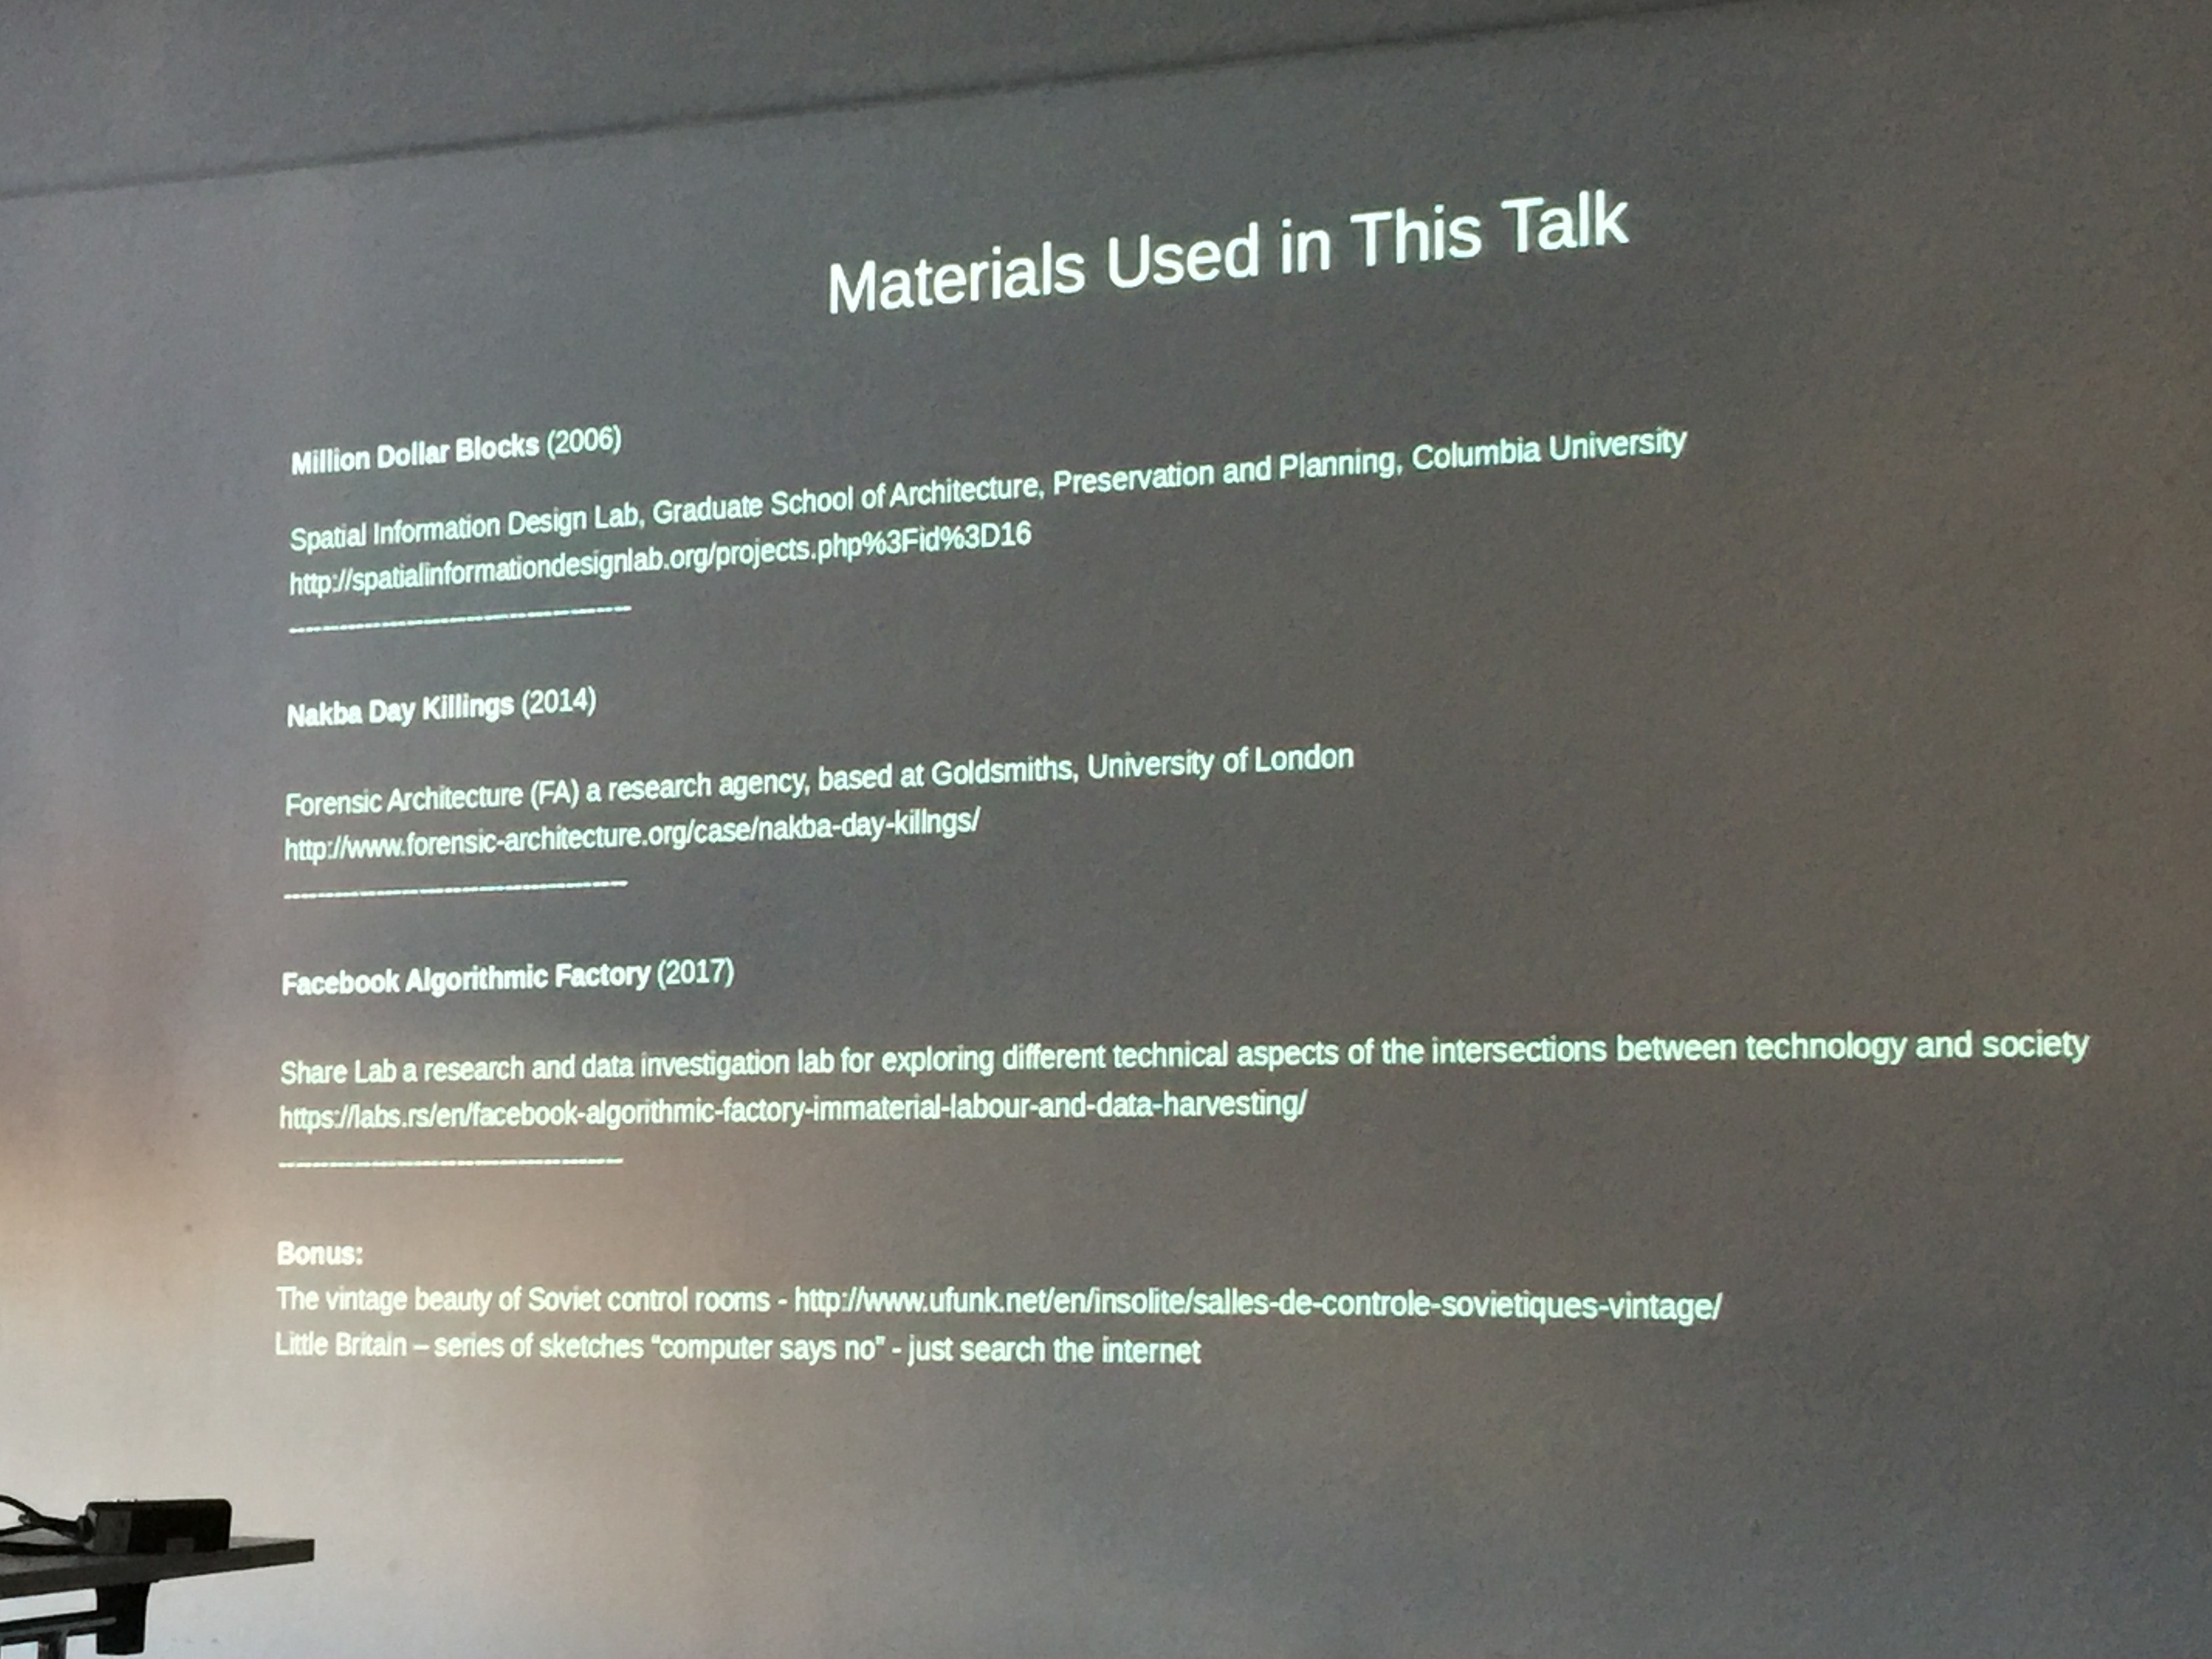 Materials Used in This Talk
Million Dollar Blocks (2006)
Spatial Information Design Lab, Graduate School of Architecture, Preservation and Planning, Columbia University
http://spatialinformationdesignlab.org/projects.php%3Fid%3D16
----------------------------------------
Nakba Day Killings (2014)
Forensic Architecture (FA) a research agency, based at Goldsmiths, University of London
http://www.forensic-architecture.org/case/nakba-day-killngs/
----------------------------------------
Facebook Algorithmic Factory (2017)
Share Lab a research and data investigation lab for exploring different technical aspects of the intersections between technology and society
https://labs.rs/en/facebook-algorithmic-factory-immaterial-labour-and-data-harvesting/
----------------------------------------
Bonus:
The vintage beauty of Soviet control rooms - http://www.ufunk.net/en/insolite/salles-de-controle-sovietiques-vintage/
Little Britain – series of sketches “computer says no” - just search the internet